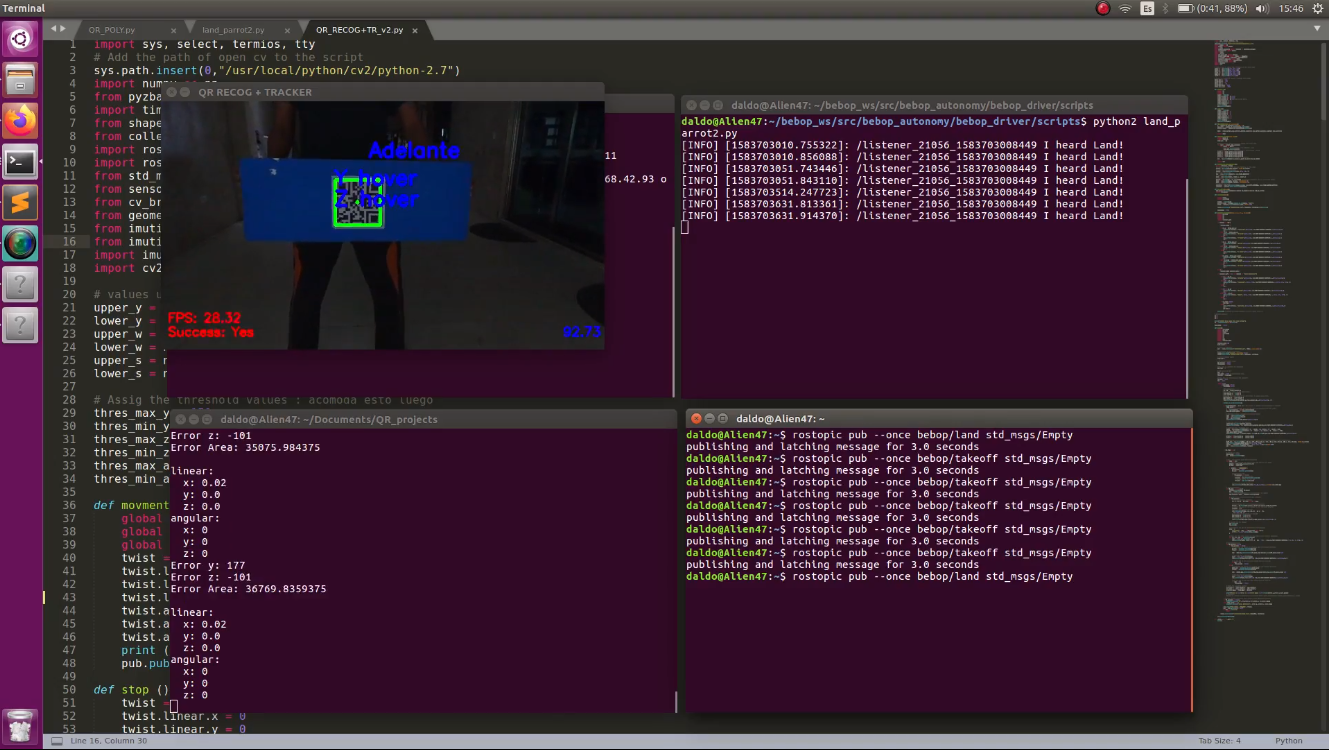 Terminal
Es
(0:41, 88%)
15:46
QR_POLY.py
land_parrot2.py
QR_RECOG+TR_v2.py
1 import sys, select, termios, tty
2 # Add the path of open cv to the script
3 sys.path.insert(0,"/usr/local/python/cv2/python-2.7")
4 import num
5 from pyzba
6 import tim
7 from shape
8 from colle
9 import ros
10 import ros
11 from std_m
12 from senso
13 from cv_br
14 from geome
15 from imuti
16 from imuti
17 import imu
18 import cv2
19
20 # values u
21 upper_y =
22 lower_y =
23 upper_w =
24 lower_w =
25 upper_s = n
26 lower_s = n
27
28 # Assig the threshold values : acomoda esto luego
29 thres_max_y
30 thres_min_y
31 thres_max_z
32 thres_min_z
33 thres_max_a
34 thres_min_a
35
36 def movment
37 global
38 global
39 global
40 twist =
41 twist.l
42 twist.l
43 twist.l
44 twist.a
45 twist.a
46 twist.a
47 print (
48 pub.pub
49
50 def stop ()
51 twist =
52 twist.linear.x = 0
53 twist.linear.y = 0
QR RECOG + TRACKER
Adelante
Y: hover
Z: hover
FPS: 28.32
Success: Yes
92.73
11
68.42.93 o
daldo@Alien47: ~/bebop_ws/src/bebop_autonomy/bebop_driver/scripts
daldo@Alien47:~/bebop_ws/src/bebop_autonomy/bebop_driver/scripts$ python2 land_p
arrot2.py
[INFO] [1583703010.755322]: /listener_21056_1583703008449 I heard Land!
[INFO] [1583703010.856088]: /listener_21056_1583703008449 I heard Land!
[INFO] [1583703051.743446]: /listener_21056_1583703008449 I heard Land!
[INFO] [1583703051.843110]: /listener_21056_1583703008449 I heard Land!
[INFO] [1583703514.247723]: /listener_21056_1583703008449 I heard Land!
[INFO] [1583703631.813361]: /listener_21056_1583703008449 I heard Land!
[INFO] [1583703631.914370]: /listener_21056_1583703008449 I heard Land!
daldo@Alien47: ~/Documents/QR_projects
Error z: -101
Error Area: 35075.984375
linear:
x: 0.02
y: 0.0
z: 0.0
angular:
x: 0
y: 0
z: 0
Error y: 177
Error z: -101
Error Area: 36769.8359375
linear:
x: 0.02
y: 0.0
z: 0.0
angular:
x: 0
y: 0
z: 0
daldo@Alien47: ~
daldo@Alien47:~$ rostopic pub --once bebop/land std_msgs/Empty
publishing and latching message for 3.0 seconds
daldo@Alien47:~$ rostopic pub --once bebop/takeoff std_msgs/Empty
publishing and latching message for 3.0 seconds
daldo@Alien47:~$ rostopic pub --once bebop/takeoff std_msgs/Empty
publishing and latching message for 3.0 seconds
daldo@Alien47:~$ rostopic pub --once bebop/takeoff std_msgs/Empty
publishing and latching message for 3.0 seconds
daldo@Alien47:~$ rostopic pub --once bebop/takeoff std_msgs/Empty
publishing and latching message for 3.0 seconds
daldo@Alien47:~$ rostopic pub --once bebop/takeoff std_msgs/Empty
publishing and latching message for 3.0 seconds
daldo@Alien47:~$ rostopic pub --once bebop/land std_msgs/Empty
Line 16, Column 30
Tab Size: 4
Python